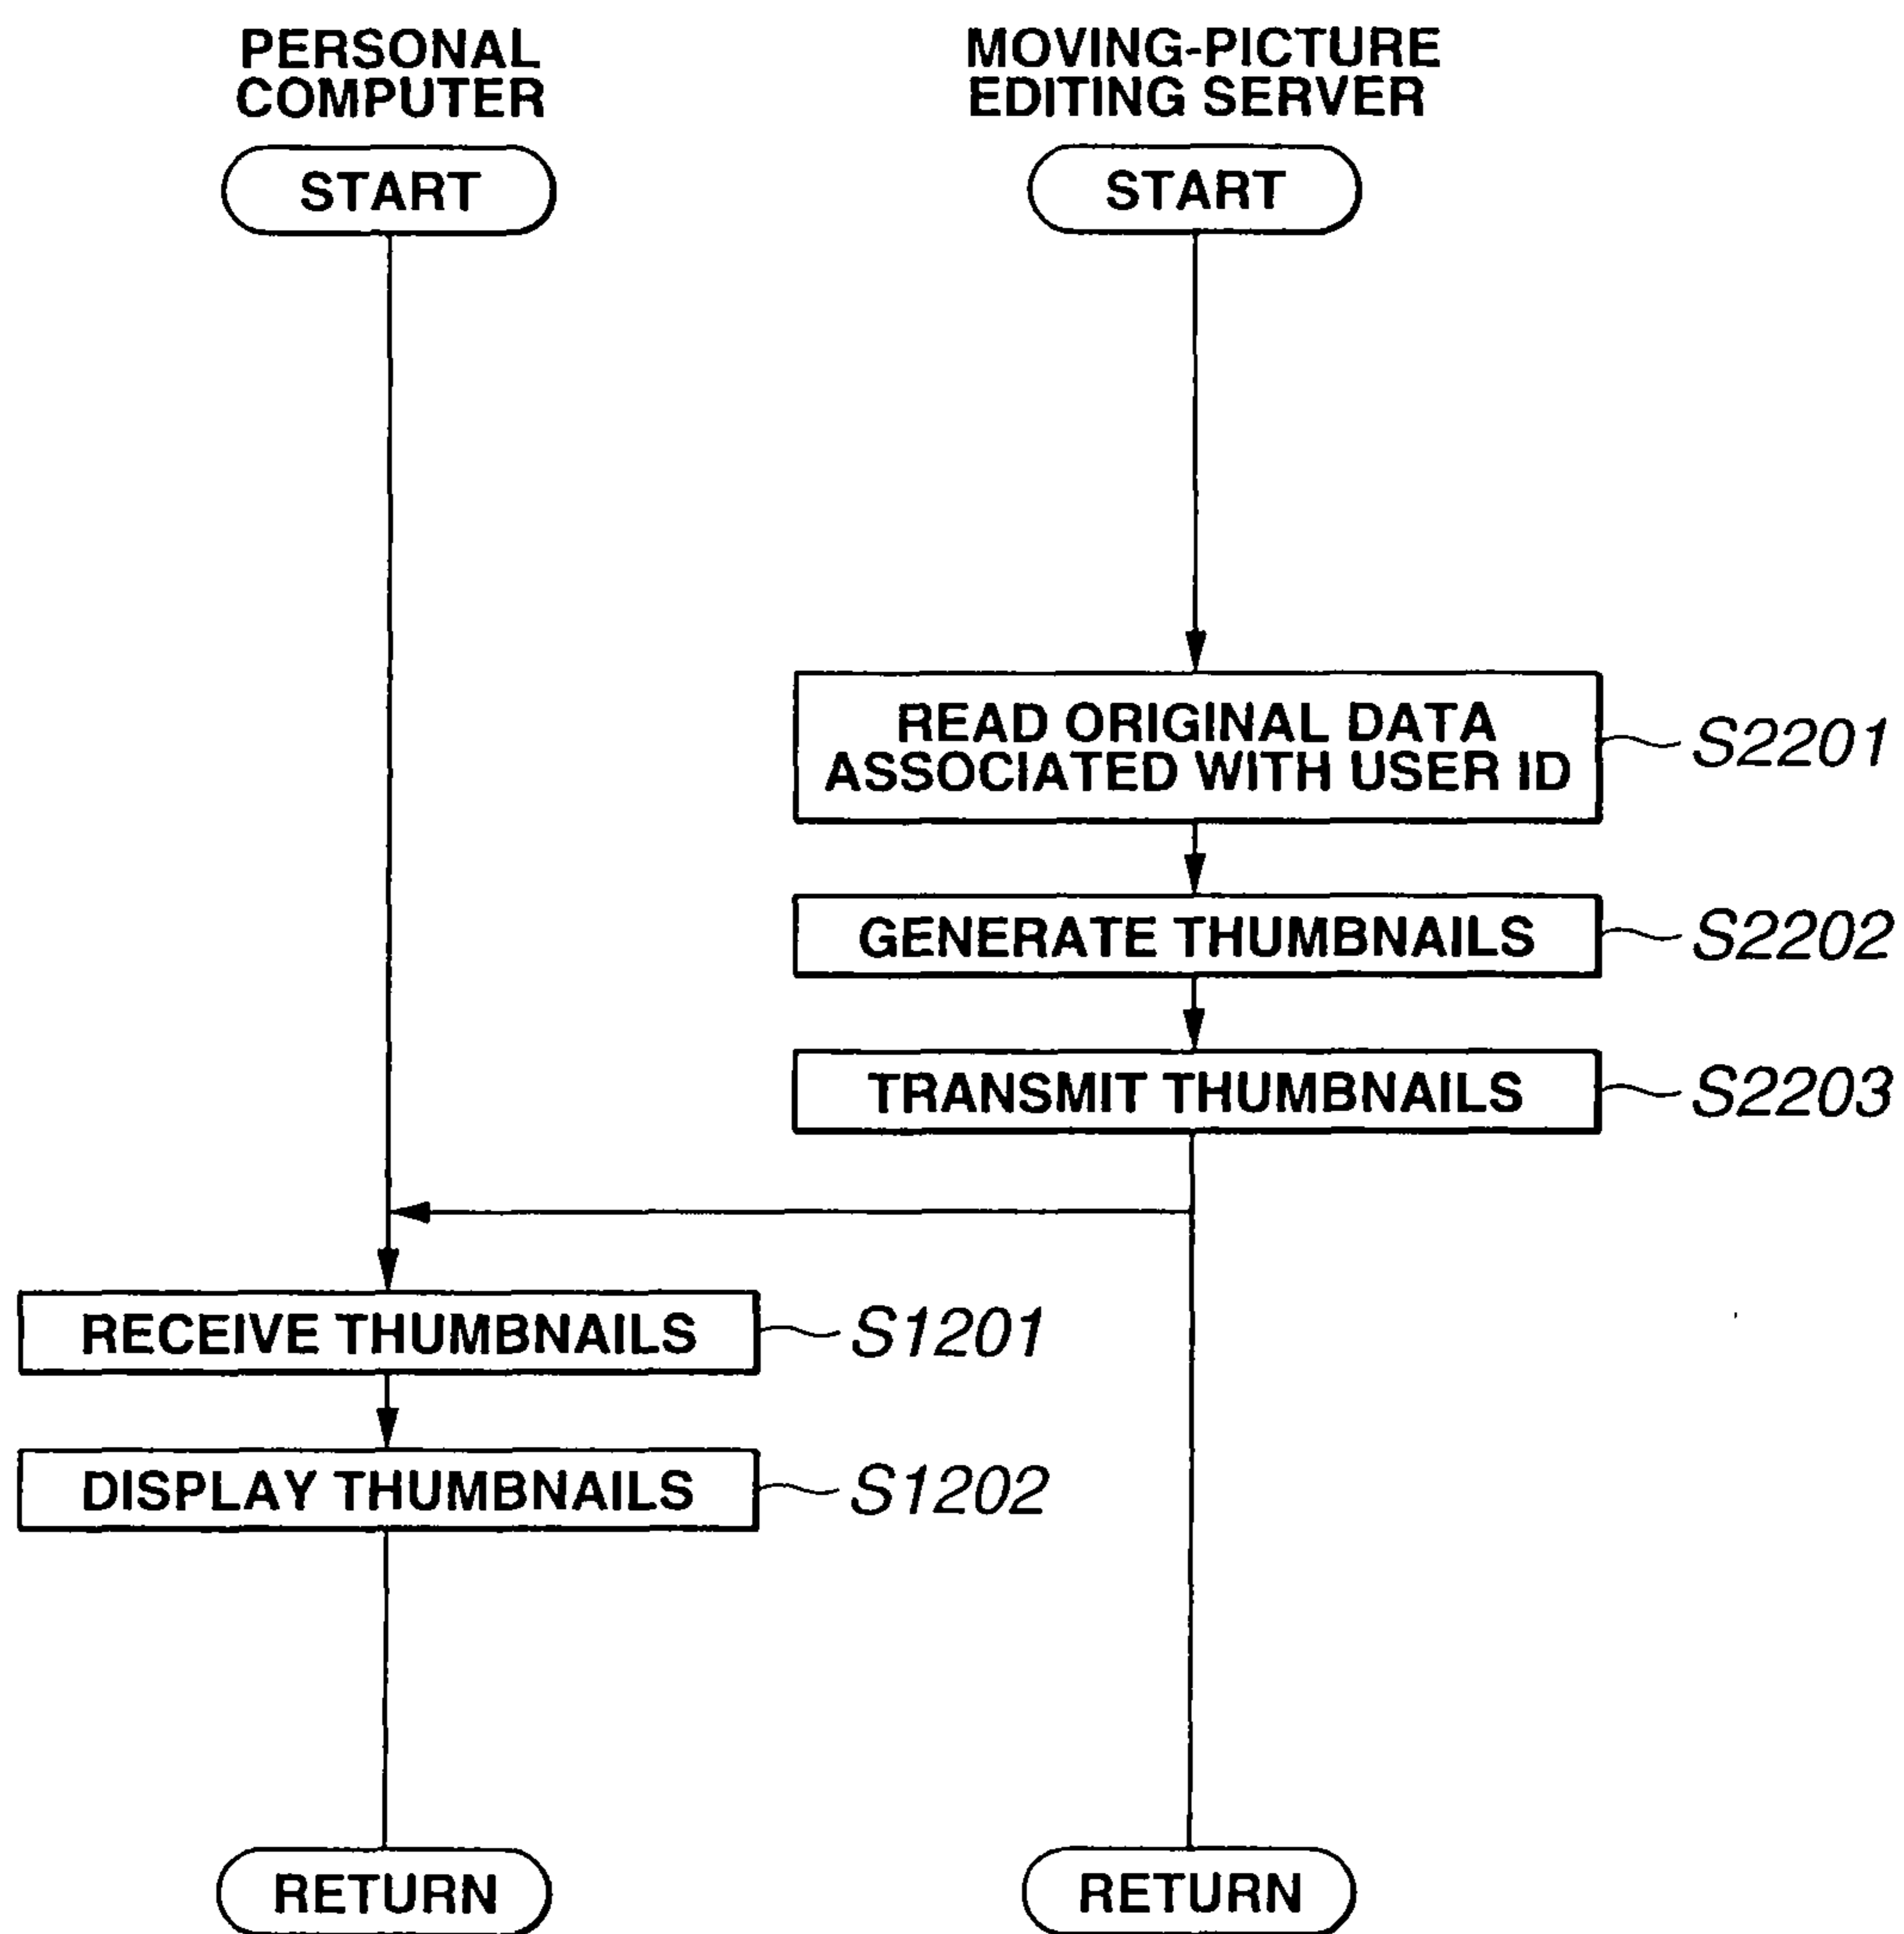 PERSONAL
COMPUTER
MOVING-PICTURE
EDITING SERVER
START
START
READ ORIGINAL DATA
ASSOCIATED WITH USER ID
S2201
GENERATE THUMBNAILS
S2202
TRANSMIT THUMBNAILS
S2203
RECEIVE THUMBNAILS
S1201
DISPLAY THUMBNAILS
S1202
RETURN
RETURN